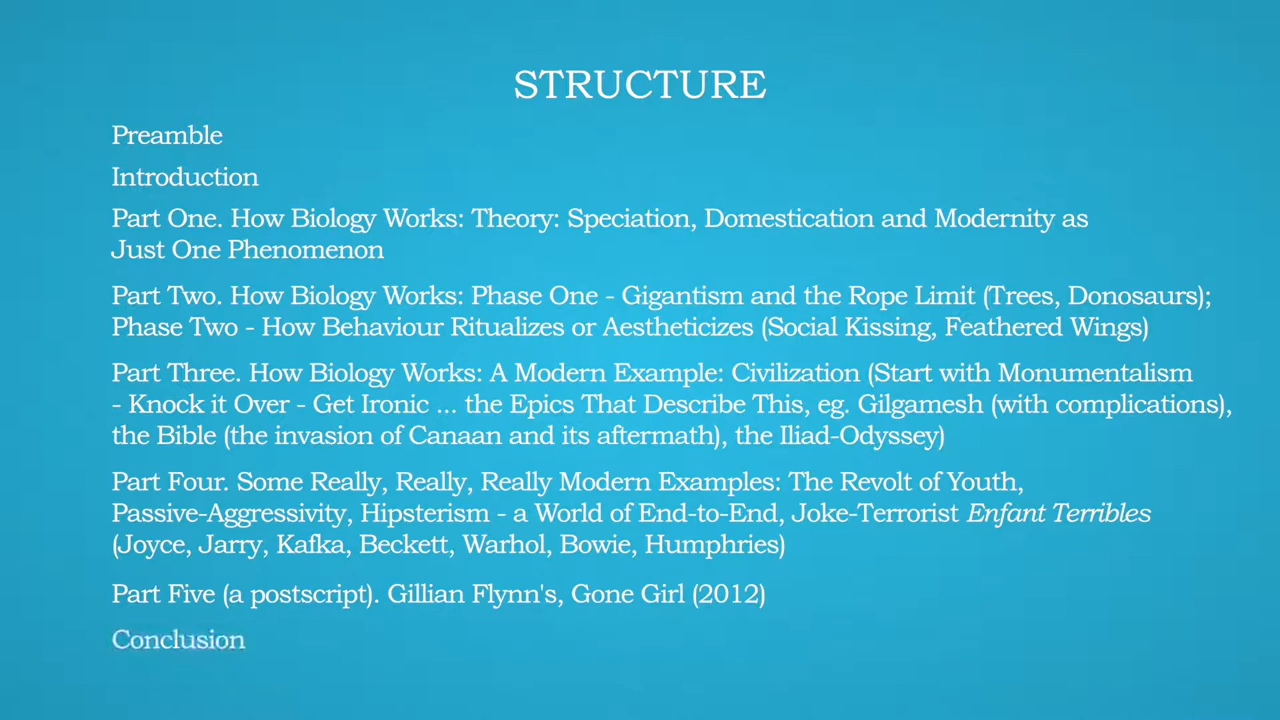 STRUCTURE
Preamble
Introduction
Part One. How Biology Works: Theory: Speciation, Domestication and Modernity as
Just One Phenomenon
Part Two. How Biology Works: Phase One - Gigantism and the Rope Limit (Trees, Donosaurs);
Phase Two - How Behaviour Ritualizes or Aestheticizes (Social Kissing, Feathered Wings)
Part Three. How Biology Works: A Modern Example: Civilization (Start with Monumentalism
- Knock it Over - Get Ironic ... the Epics That Describe This, eg. Gilgamesh (with complications),
the Bible (the invasion of Canaan and its aftermath), the Iliad-Odyssey)
Part Four. Some Really, Really, Really Modern Examples: The Revolt of Youth,
Passive-Aggressivity, Hipsterism - a World of End-to-End, Joke-Terrorist Enfant Terribles
(Joyce, Jarry, Kafka, Beckett, Warhol, Bowie, Humphries)
Part Five (a postscript). Gillian Flynn's, Gone Girl (2012)
Conclusion